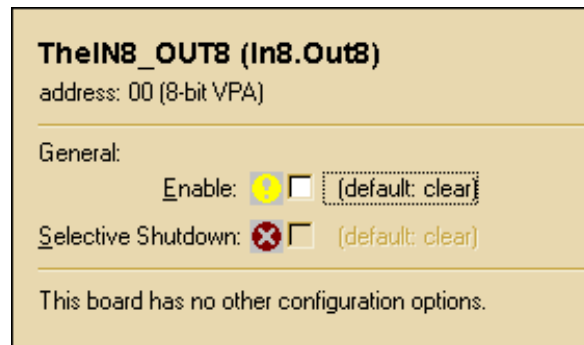 TheIN8_OUT8 (In8.Out8)
address: 00 (8-bit VPA)
General:
Enable: (default: clear)
Selective Shutdown: (default: clear)
This board has no other configuration options.